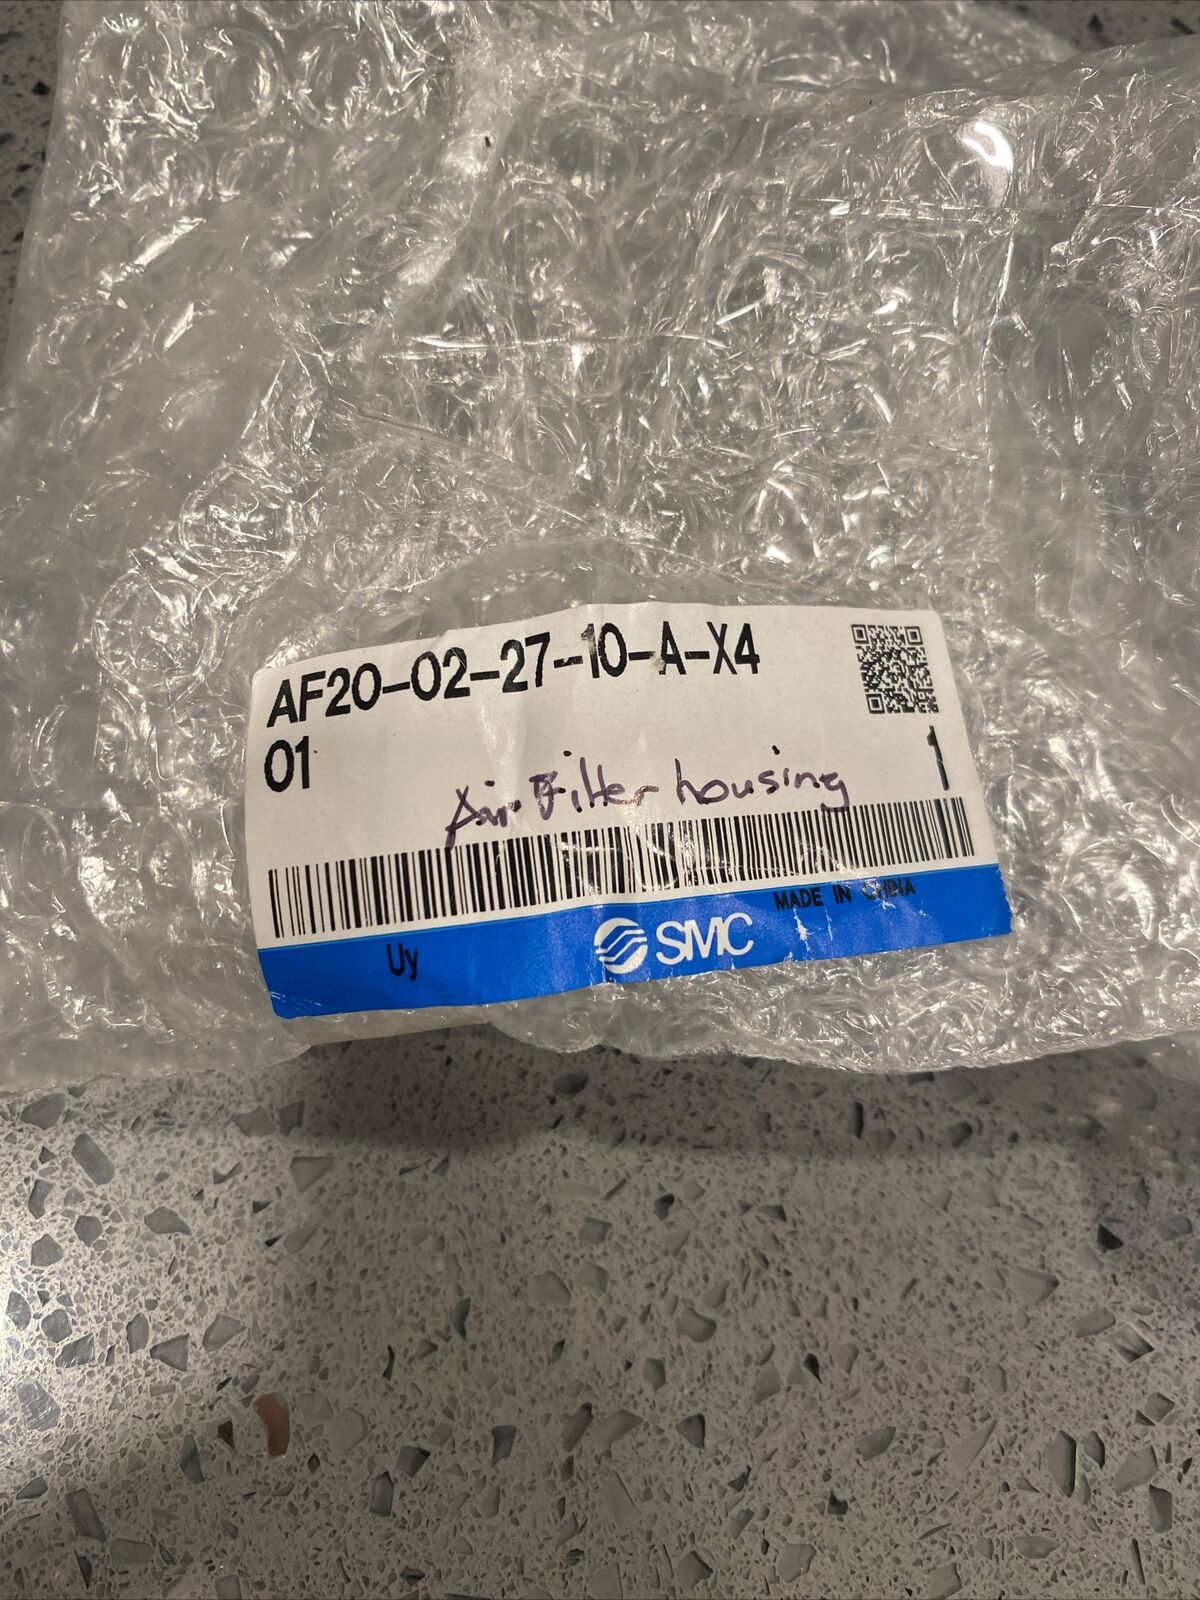 AF20-02-27-10-A-X4
01
1
Air Filter housing
MADE IN CHINA
Uy
SMC